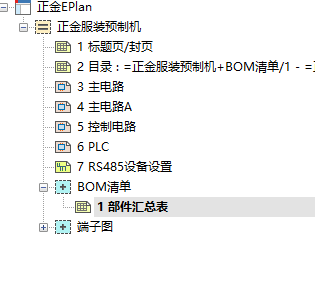 正金EPlan
正金服装预制机
1 标题页/封页
2 目录：=正金服装预制机+BOM清单/1 - =正
3 主电路
4 主电路A
5 控制电路
6 PLC
7 RS485设备设置
BOM清单
1 部件汇总表
端子图